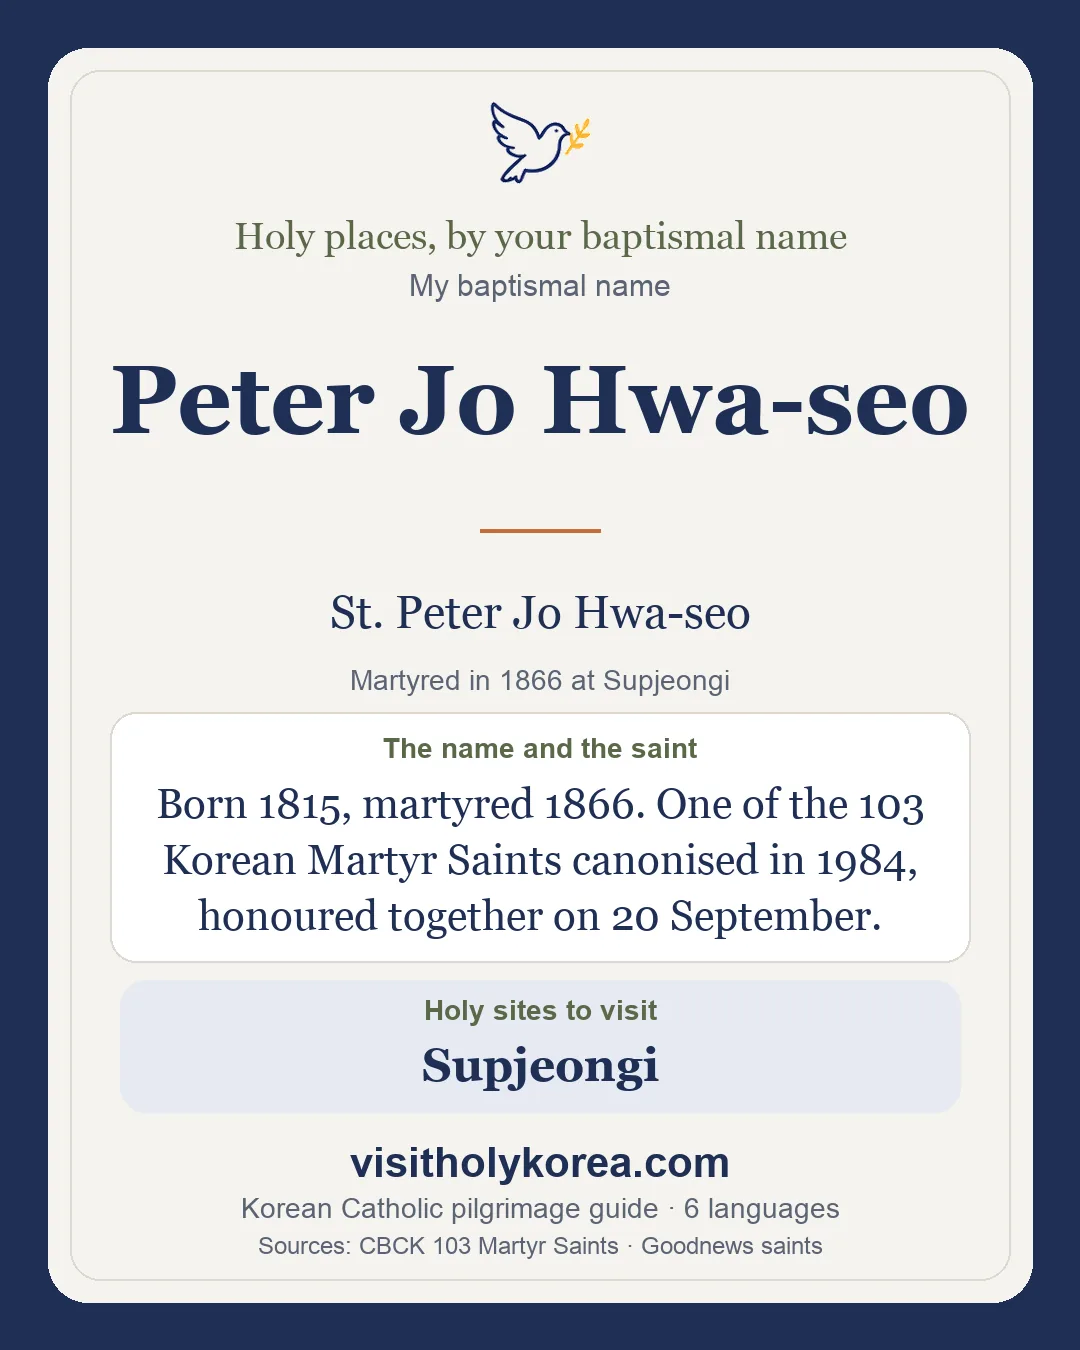 Holy places, by your baptismal name
My baptismal name
Peter Jo Hwa-seo
St. Peter Jo Hwa-seo
Martyred in 1866 at Supjeongi
The name and the saint
Born 1815, martyred 1866. One of the 103
Korean Martyr Saints canonised in 1984,
honoured together on 20 September.
Holy sites to visit
Supjeongi
visitholykorea.com
Korean Catholic pilgrimage guide · 6 languages
Sources: CBCK 103 Martyr Saints · Goodnews saints